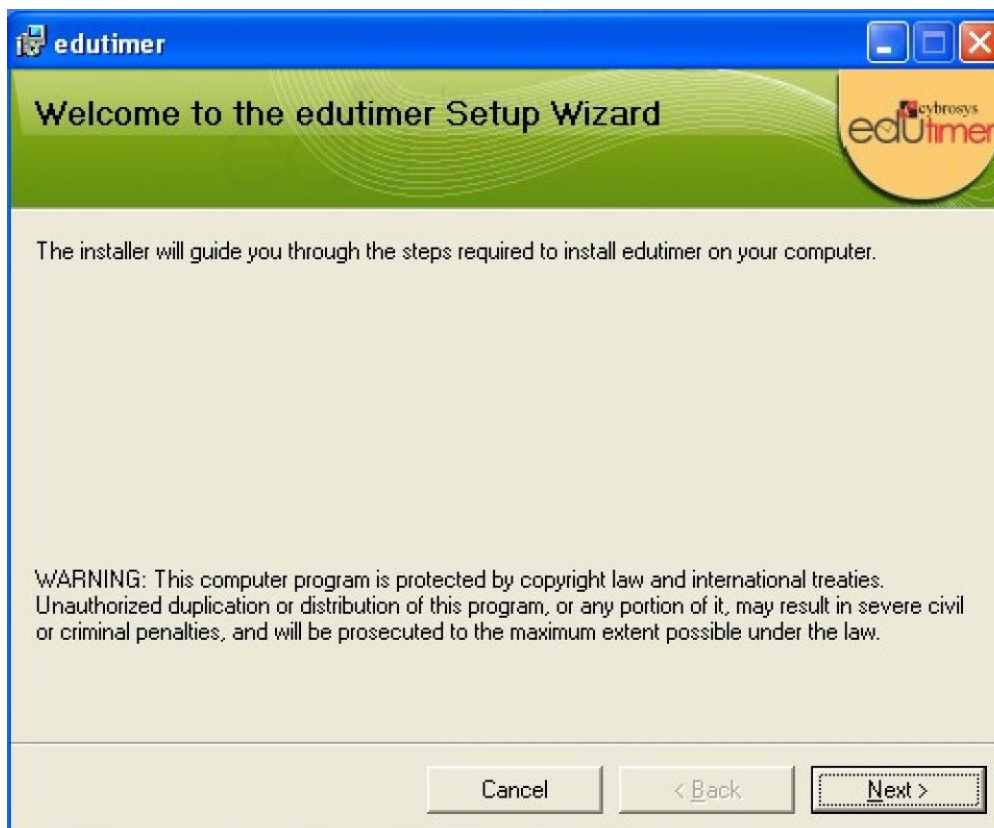 edutimer
Welcome to the edutimer Setup Wizard
cybrosys
edutimer
The installer will guide you through the steps required to install edutimer on your computer.
WARNING: This computer program is protected by copyright law and international treaties.
Unauthorized duplication or distribution of this program, or any portion of it, may result in severe civil
or criminal penalties, and will be prosecuted to the maximum extent possible under the law.
Cancel
< Back
Next >